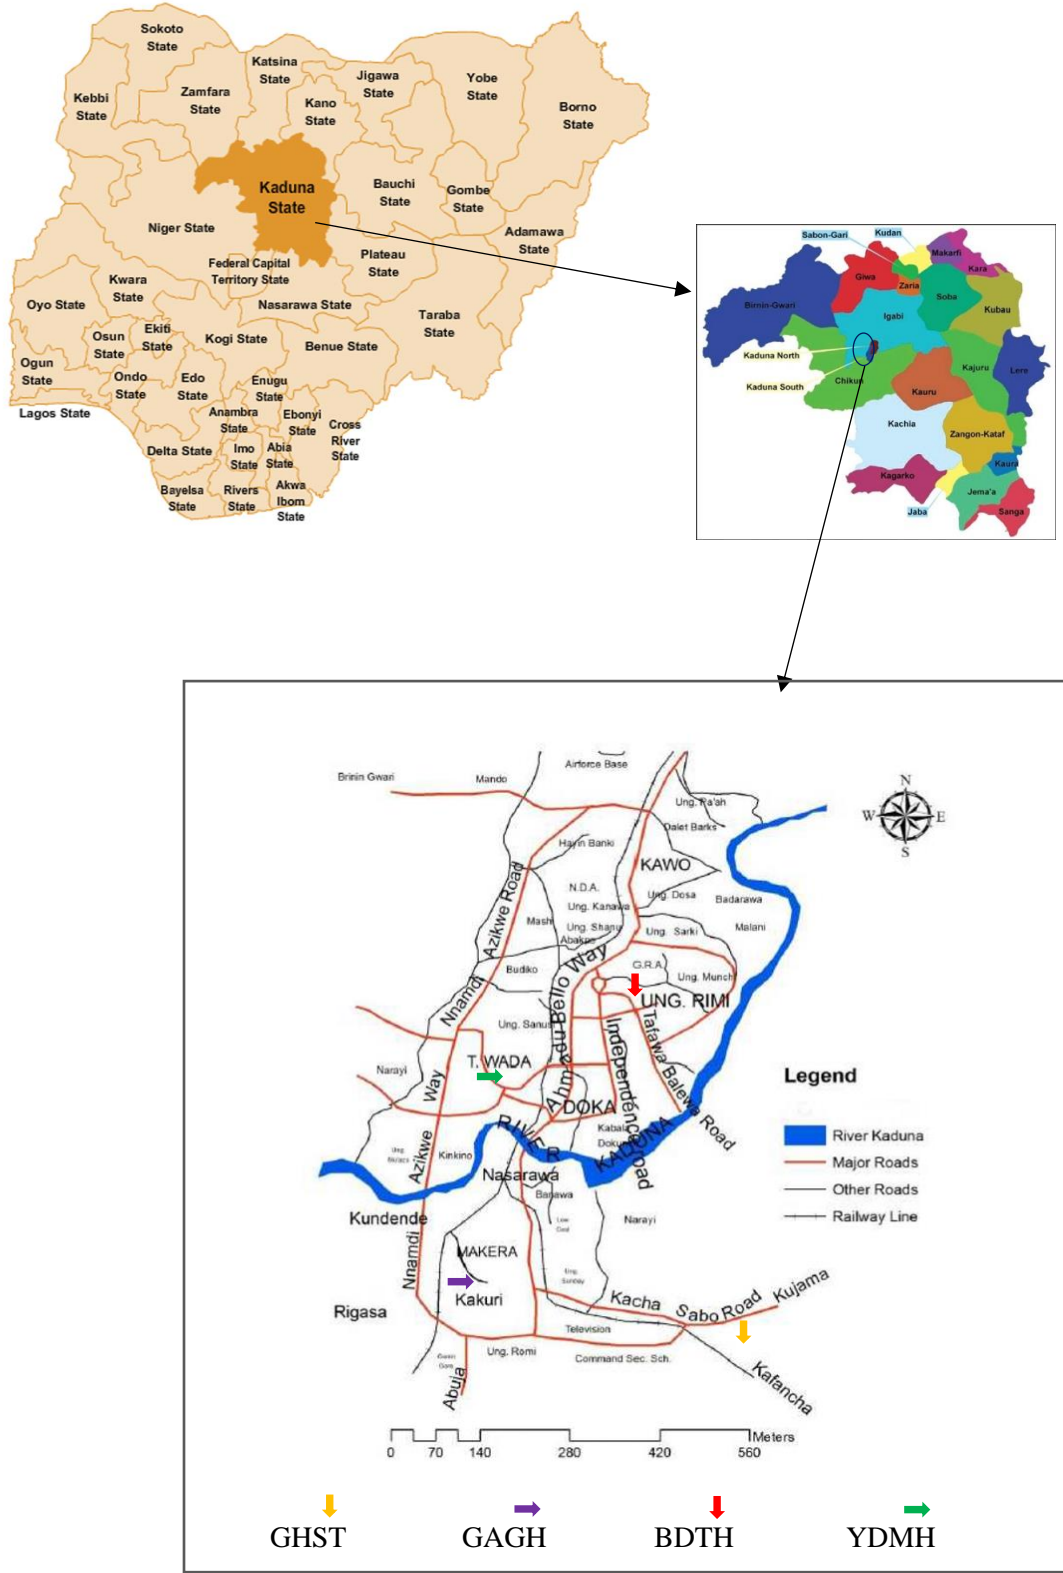 Sokoto
State
Katsina
State
Jigawa
State
Yobe
State
Kebbi
State
Zamfara
State
Kano
State
Borno
State
Kaduna
State
Bauchi
State
Gombe
State
Niger State
Adamawa
State
Plateau
State
Federal Capital
Territory State
Kwara
State
Nasarawa State
Oyo State
Taraba
State
Osun
State
Ekiti
State
Kogi State
Benue State
Ogun
State
Ondo
State
Edo
State
Enugu
State
Lagos State
Anambra
State
Ebonyi
State
Cross
River
State
Delta State
Imo
State
Abia
State
Bayelsa
State
Rivers
State
Akwa
Ibom
State
Sabon-Gari
Kudan
Makarfi
Kara
Giwa
Zaria
Soba
Kubau
Birnin-Gwari
Igabi
Kaduna North
Kaduna South
Chikun
Kajuru
Lere
Kauru
Kachia
Zangon-Kataf
Kaura
Kagarko
Jaba
Jema'a
Sanga
Airforce Base
Brinin Gwari
Mando
Ung. Pa'ah
Dalet Barks
Hayin Banki
KAWO
N.D.A.
Ung. Dosa
Badarawa
Ung. Kanawa
Mash
Ung. Shanu
Malani
Abakpa
Ung. Sarki
Nnamdi Azikwe Road
Budiko
G.R.A.
Ung. Munch
UNG. RIMI
Ahmadu Bello Way
Ung. Sanus
Independence road
Tafawa Balewa Road
T. WADA
Narayi
DOKA
Kabala
Doku
RIVER KADUNA
Kinkino
Nasarawa
Banawa
Nnamdi Azikwe Way
Kundende
Narayi
MAKERA
Ung.
Sunday
Kakuri
Rigasa
Kacha Sabo Road Kujama
Television
Ung. Romi
Command Sec. Sch.
Abuja
Kafancha
N
W E
S
Legend
River Kaduna
Major Roads
Other Roads
Railway Line
Meters
0 70 140 280 420 560
GHST GAGH BDTH YDMH